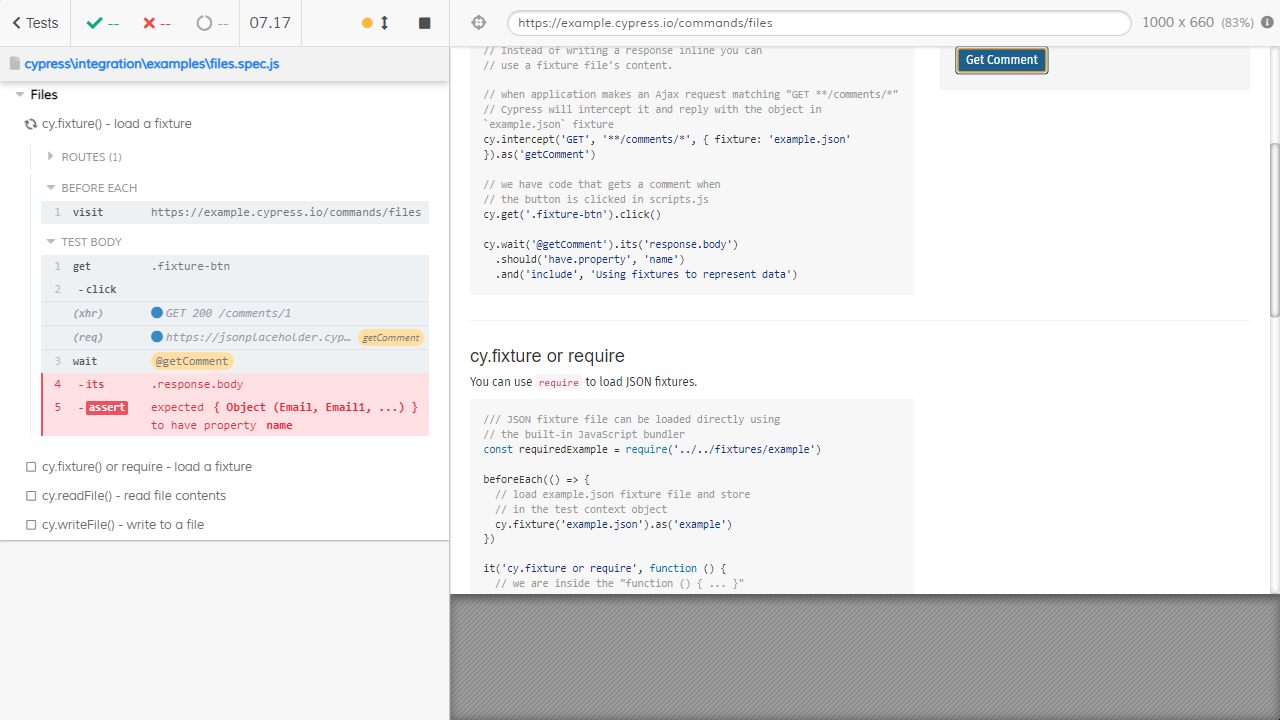 Tests
--
--
--
07.17
https://example.cypress.io/commands/files
1000 x 660 (83%)
cypress\integration\examples\files.spec.js
Files
cy.fixture() - load a fixture
ROUTES (1)
BEFORE EACH
1 visit https://example.cypress.io/commands/files
TEST BODY
1 get .fixture-btn
2 -click
(xhr) GET 200 /comments/1
(req) https://jsonplaceholder.cyp... getComment
3 wait @getComment
4 -its .response.body
5 -assert expected { Object (Email, Email1, ...) }
to have property name
cy.fixture() or require - load a fixture
cy.readFile() - read file contents
cy.writeFile() - write to a file
// Instead of writing a response inline you can
// use a fixture file's content.
// when application makes an Ajax request matching "GET **/comments/*"
// Cypress will intercept it and reply with the object in
`example.json` fixture
cy.intercept('GET', '**/comments/*', { fixture: 'example.json'
}).as('getComment')
// we have code that gets a comment when
// the button is clicked in scripts.js
cy.get('.fixture-btn').click()
cy.wait('@getComment').its('response.body')
.should('have.property', 'name')
.and('include', 'Using fixtures to represent data')
Get Comment
cy.fixture or require
You can use require to load JSON fixtures.
/// JSON fixture file can be loaded directly using
// the built-in JavaScript bundler
const requiredExample = require('../../fixtures/example')
beforeEach(() => {
// load example.json fixture file and store
// in the test context object
cy.fixture('example.json').as('example')
})
it('cy.fixture or require', function () {
// we are inside the "function () { ... }"